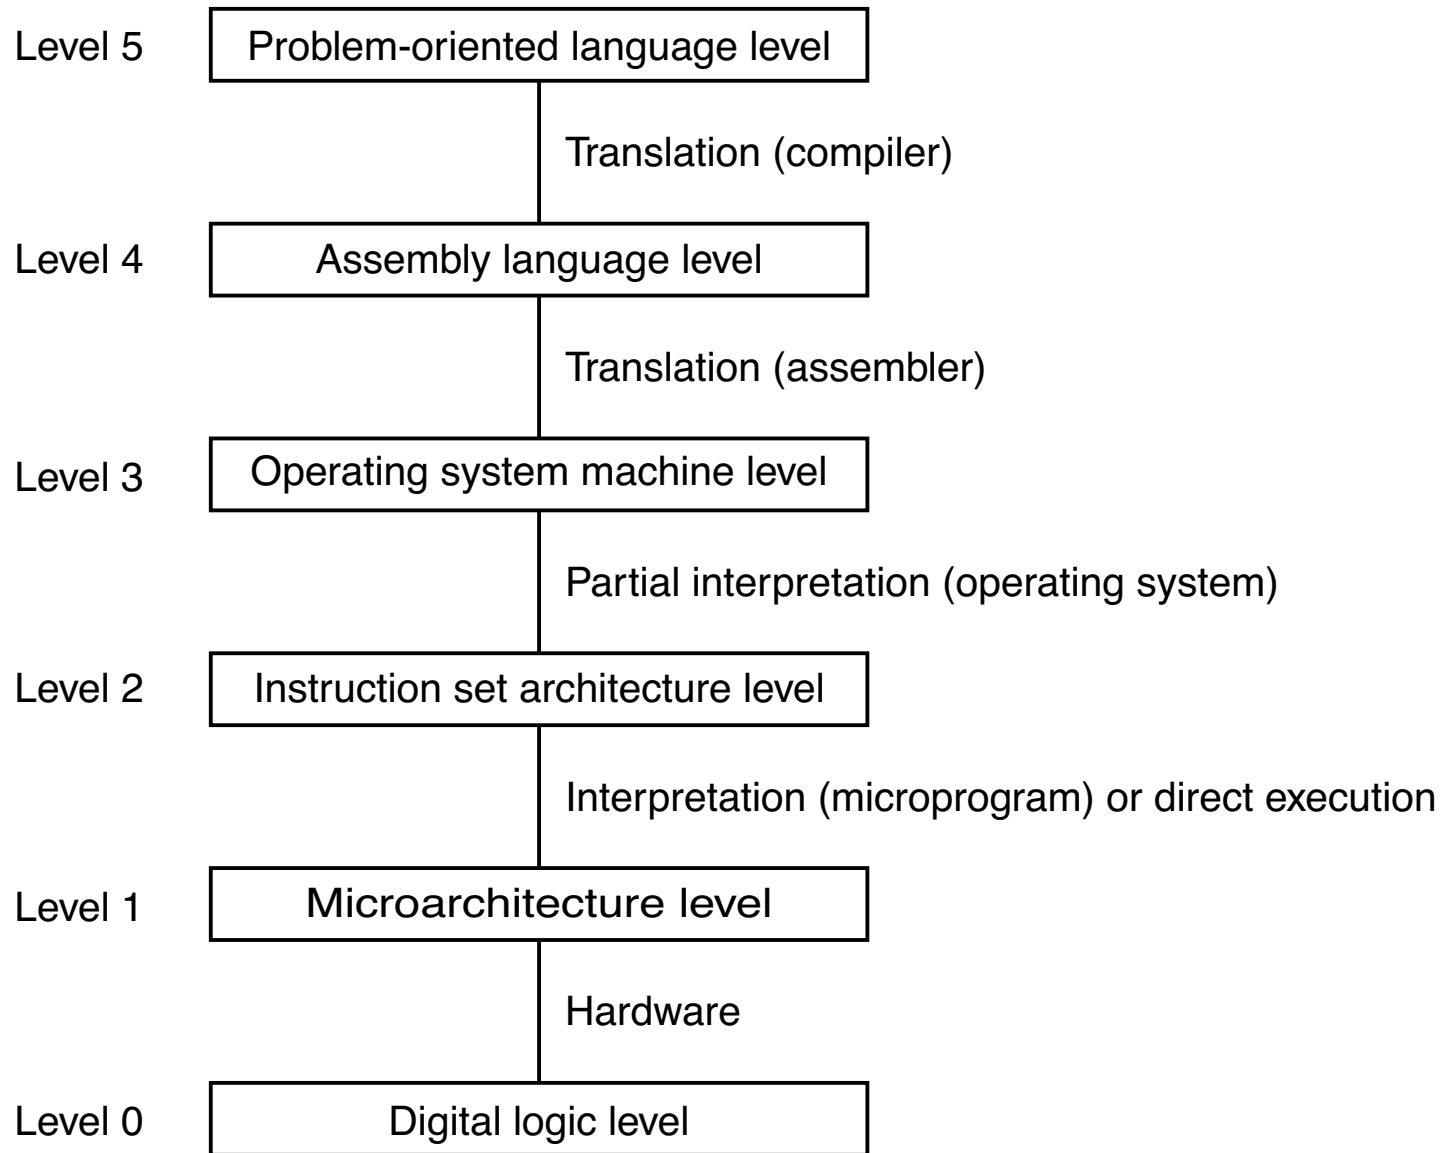 Level 5 Problem-oriented language level
Translation (compiler)
Level 4 Assembly language level
Translation (assembler)
Level 3 Operating system machine level
Partial interpretation (operating system)
Level 2 Instruction set architecture level
Interpretation (microprogram) or direct execution
Level 1 Microarchitecture level
Hardware
Level 0 Digital logic level